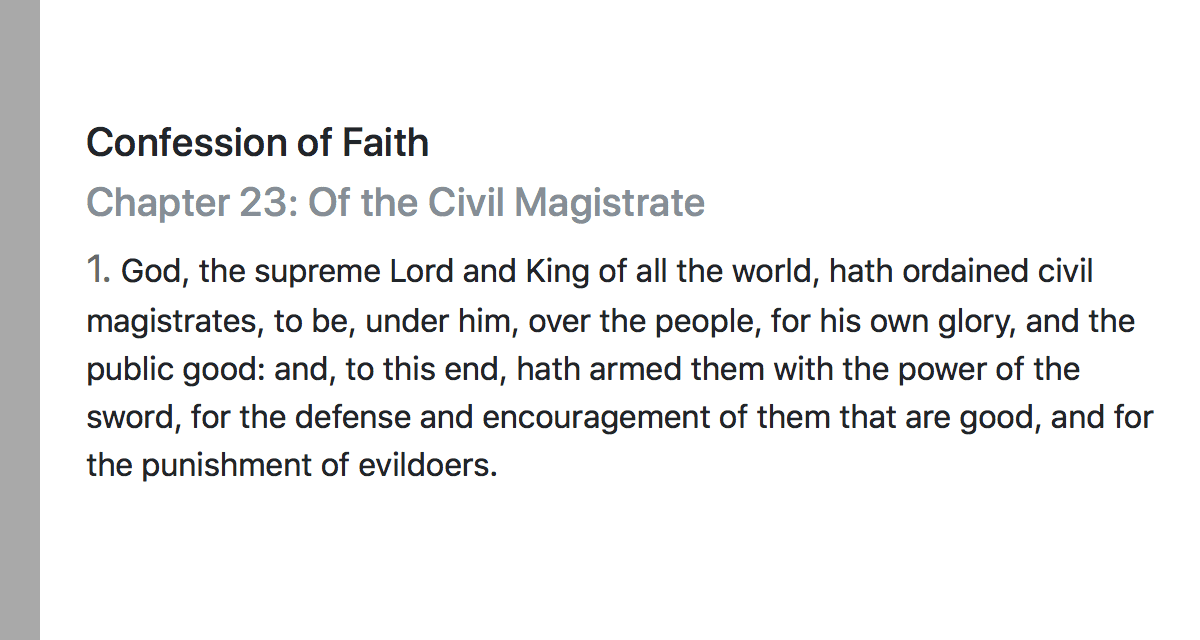 Confession of Faith
Chapter 23: Of the Civil Magistrate
1. God, the supreme Lord and King of all the world, hath ordained civil
magistrates, to be, under him, over the people, for his own glory, and the
public good: and, to this end, hath armed them with the power of the
sword, for the defense and encouragement of them that are good, and for
the punishment of evildoers.